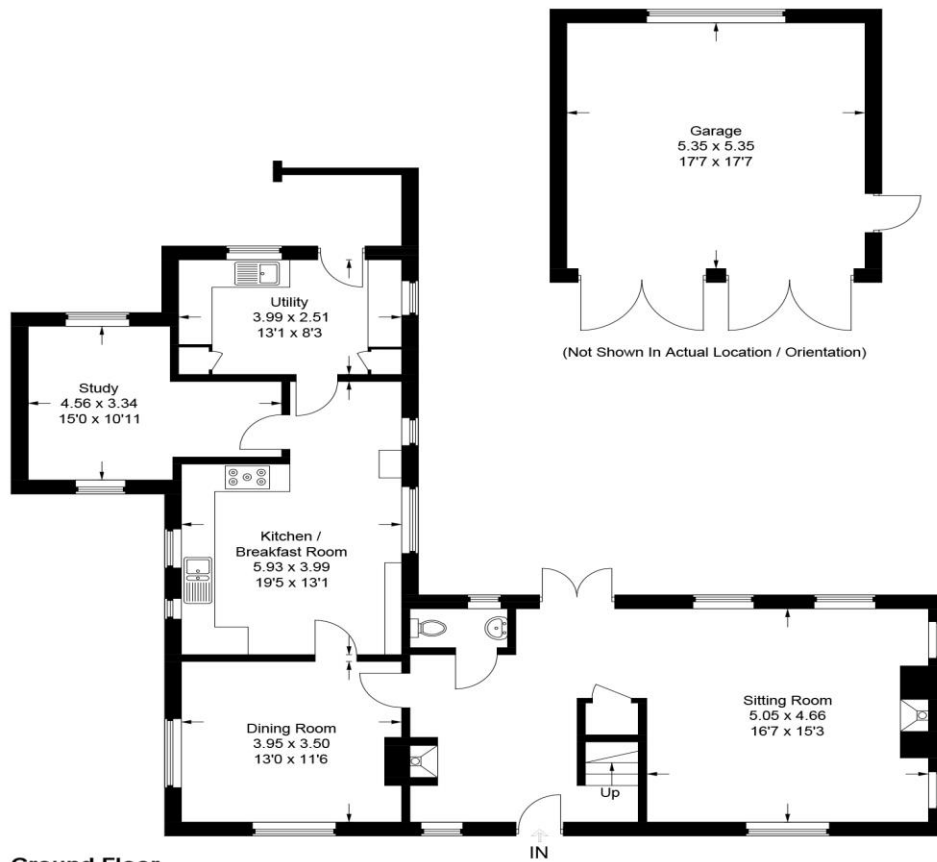 Garage
5.35 x 5.35
17'7 x 17'7
(Not Shown In Actual Location / Orientation)
Utility
3.99 x 2.51
13'1 x 8'3
Study
4.56 x 3.34
15'0 x 10'11
Kitchen /
Breakfast Room
5.93 x 3.99
19'5 x 13'1
Dining Room
3.95 x 3.50
13'0 x 11'6
Sitting Room
5.05 x 4.66
16'7 x 15'3
Up
IN
Ground Floor